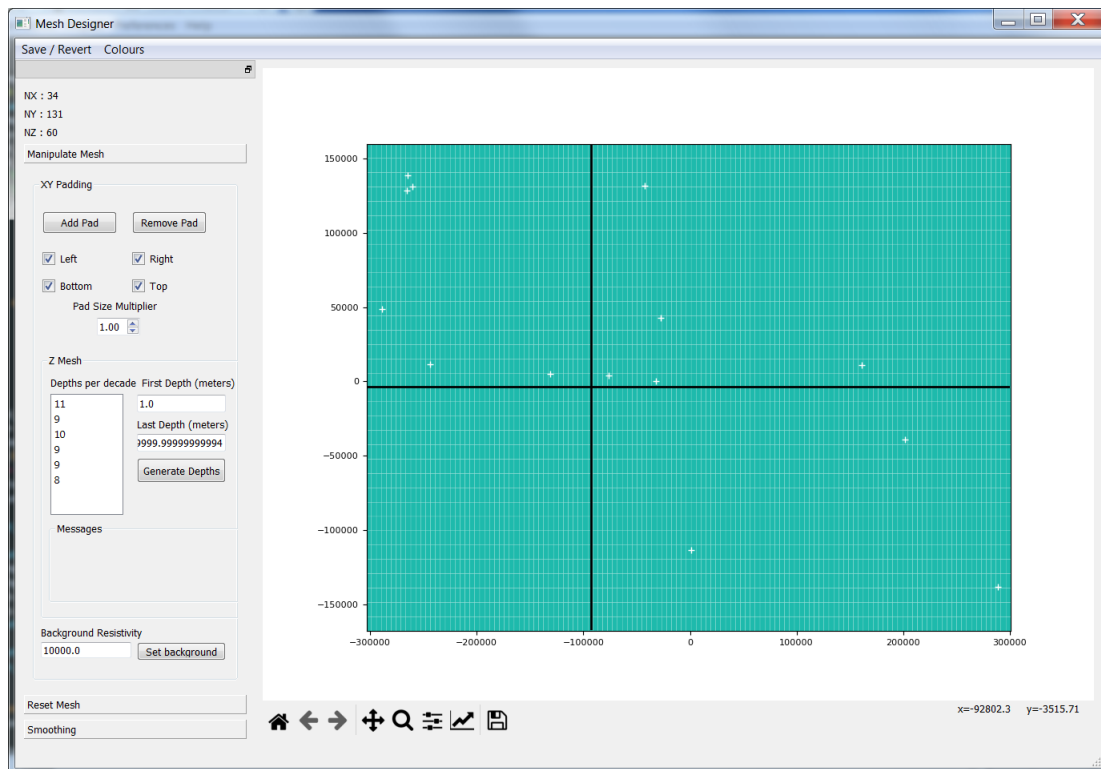 Mesh Designer
Save / Revert Colours
NX : 34
NY : 131
NZ : 60
Manipulate Mesh
XY Padding
Add Pad Remove Pad
Left Right
Bottom Top
Pad Size Multiplier
1.00
Z Mesh
Depths per decade First Depth (meters)
11
9
10
9
9
8
1.0
Last Depth (meters)
9999.99999999994
Generate Depths
Messages
Background Resistivity
10000.0 Set background
Reset Mesh
Smoothing
150000
100000
50000
0
−50000
−100000
−150000
−300000 −200000 −100000 0 100000 200000 300000
x=-92802.3 y=-3515.71